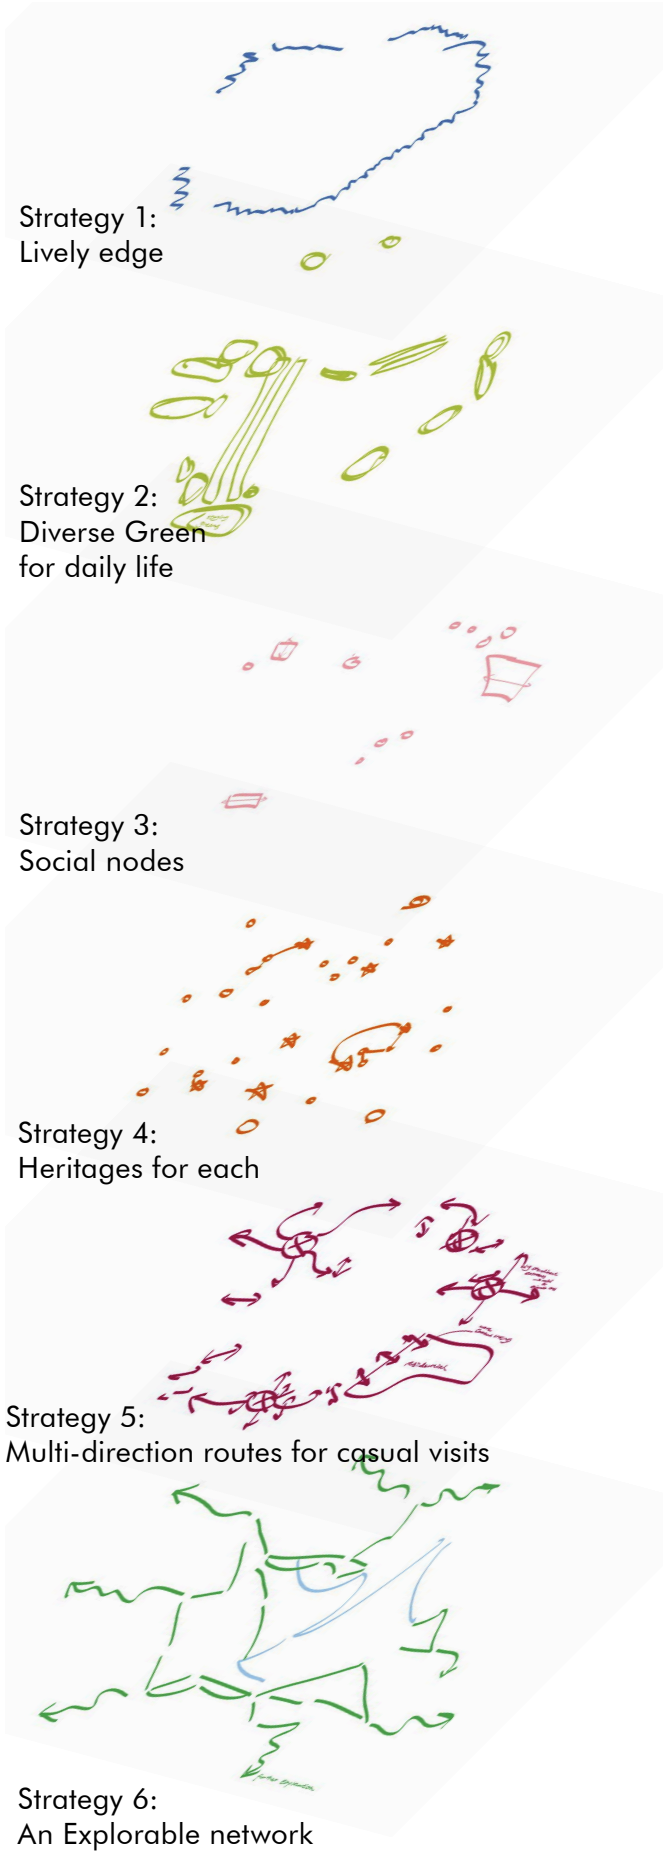 Strategy 1:
Lively edge
Strategy 2:
Diverse Green
for daily life
Strategy 3:
Social nodes
Strategy 4:
Heritages for each
Strategy 5:
Multi-direction routes for casual visits
Strategy 6:
An Explorable network